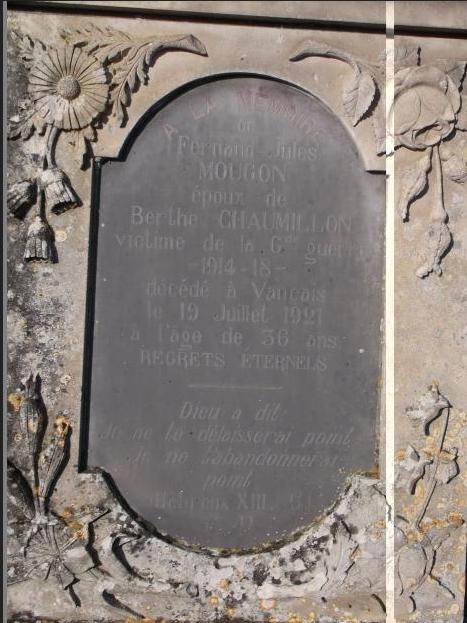 A LA MÉMOIRE
DE
Fernand Jules
MOUGON
époux de
Berthe CHAUMILLON
victime de la Gde guerre
-1914-18-
décédé à Vançais
le 19 Juillet 1921
à l'âge de 36 ans
REGRETS ETERNELS
Dieu a dit:
Je ne te délaisserai point,
Je ne t'abandonnerai
point
Hébreux XIII.